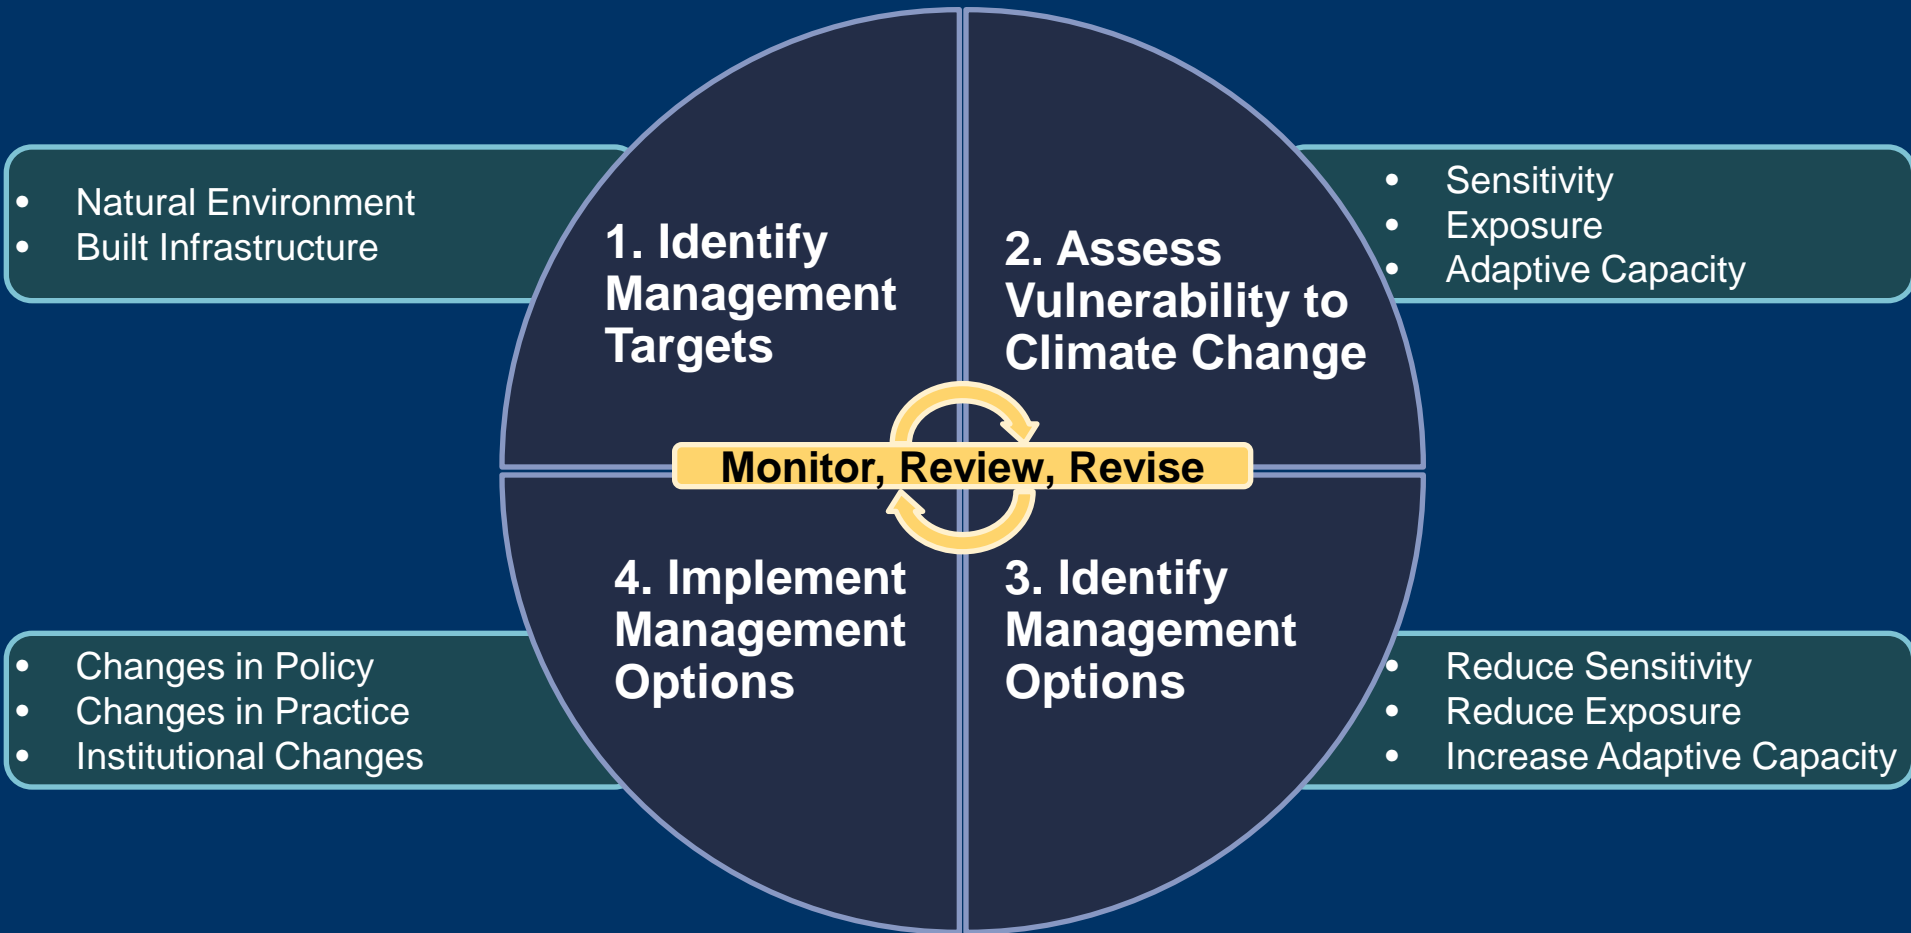 • Natural Environment
• Built Infrastructure
1. Identify
Management
Targets
2. Assess
Vulnerability to
Climate Change
• Sensitivity
• Exposure
• Adaptive Capacity
Monitor, Review, Revise
• Changes in Policy
• Changes in Practice
• Institutional Changes
4. Implement
Management
Options
3. Identify
Management
Options
• Reduce Sensitivity
• Reduce Exposure
• Increase Adaptive Capacity